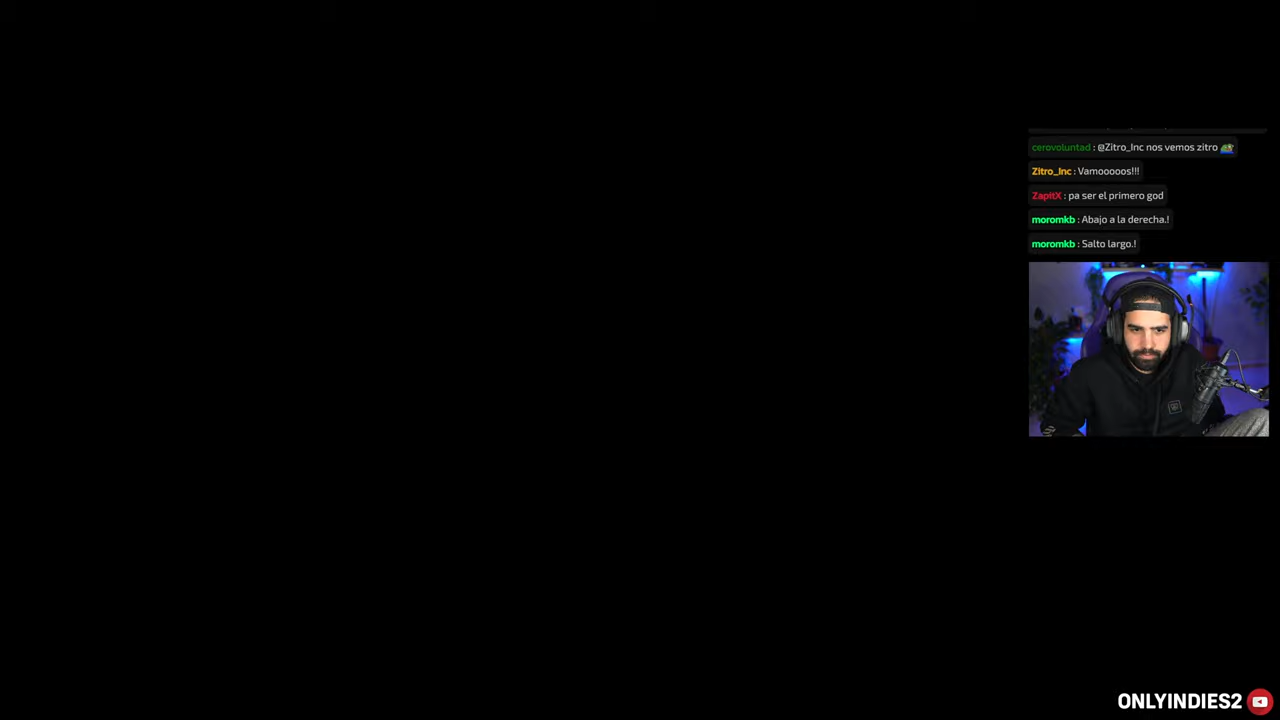 cerovoluntad : @Zitro_Inc nos vemos zitro
Zitro_Inc : Vamooooos!!!
ZapitX : pa ser el primero god
moromkb : Abajo a la derecha.!
moromkb : Salto largo.!
ONLYINDIES2